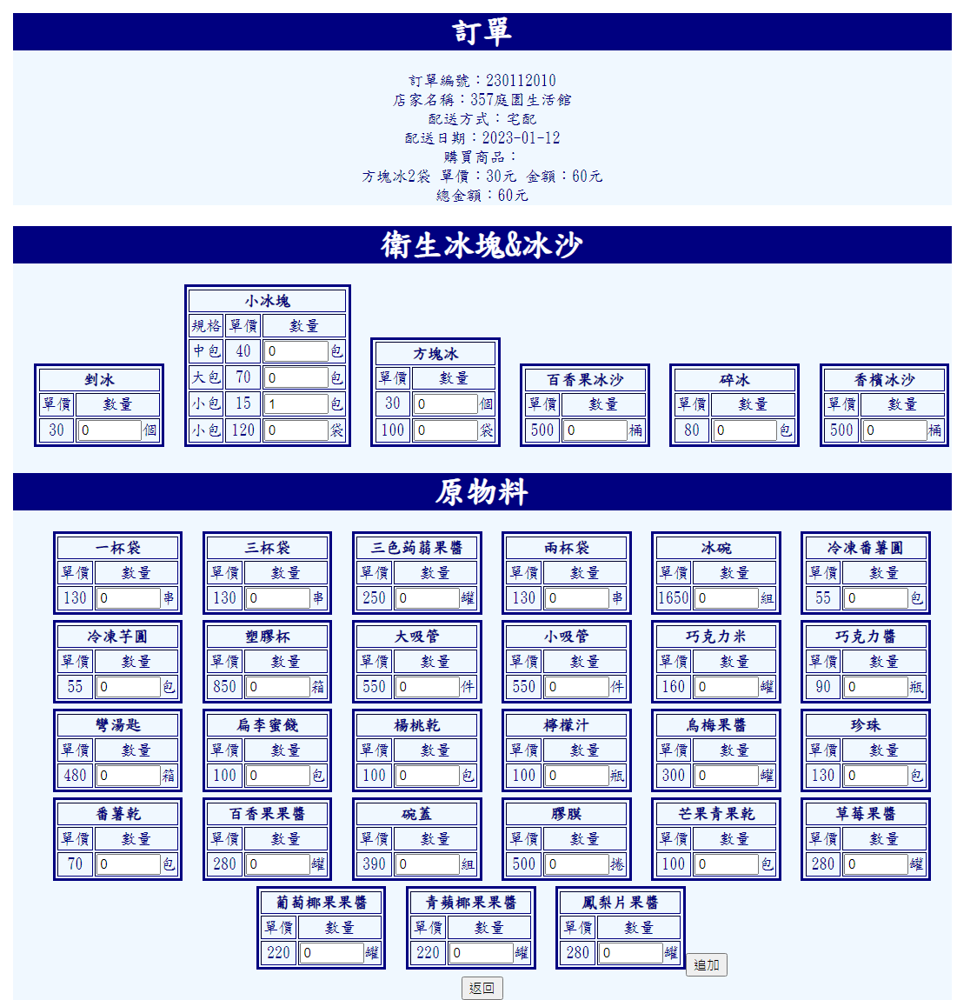 訂單
訂單編號：230112010
店家名稱：357庭園生活館
配送方式：宅配
配送日期：2023-01-12
購買商品：
方塊冰2袋 單價：30元 金額：60元
總金額：60元
衛生冰塊&冰沙
剉冰
單價 數量
30 0 個
小冰塊
規格 單價 數量
中包 40 0 包
大包 70 0 包
小包 15 1 包
小包 120 0 袋
方塊冰
單價 數量
30 0 個
100 0 袋
百香果冰沙
單價 數量
500 0 桶
碎冰
單價 數量
80 0 包
香檳冰沙
單價 數量
500 0 桶
原物料
一杯袋
單價 數量
130 0 串
三杯袋
單價 數量
130 0 串
三色蒟蒻果醬
單價 數量
250 0 罐
兩杯袋
單價 數量
130 0 串
冰碗
單價 數量
1650 0 組
冷凍番薯圓
單價 數量
55 0 包
冷凍芋圓
單價 數量
55 0 包
塑膠杯
單價 數量
850 0 箱
大吸管
單價 數量
550 0 件
小吸管
單價 數量
550 0 件
巧克力米
單價 數量
160 0 罐
巧克力醬
單價 數量
90 0 瓶
彎湯匙
單價 數量
480 0 箱
扁李蜜餞
單價 數量
100 0 包
楊桃乾
單價 數量
100 0 包
檸檬汁
單價 數量
100 0 瓶
烏梅果醬
單價 數量
300 0 罐
珍珠
單價 數量
130 0 包
番薯乾
單價 數量
70 0 包
百香果果醬
單價 數量
280 0 罐
碗蓋
單價 數量
390 0 組
膠膜
單價 數量
500 0 捲
芒果青果乾
單價 數量
100 0 包
草莓果醬
單價 數量
280 0 罐
葡萄椰果果醬
單價 數量
220 0 罐
青蘋椰果果醬
單價 數量
220 0 罐
鳳梨片果醬
單價 數量
280 0 罐
追加
返回